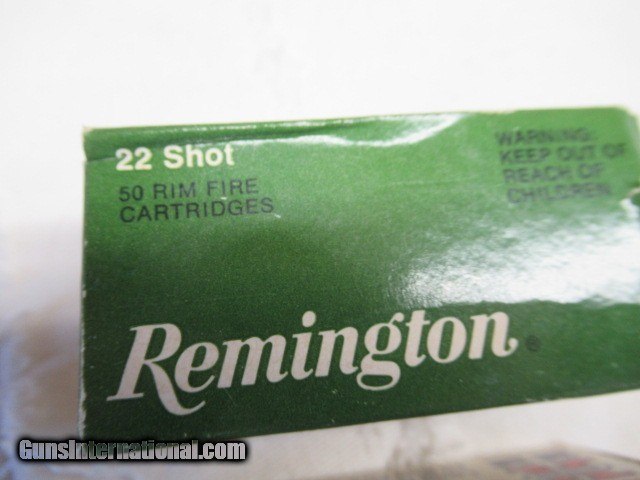 22 Shot
50 RIM FIRE
CARTRIDGES
WARNING:
KEEP OUT OF
REACH OF
CHILDREN
Remington®
GunsInternational.com